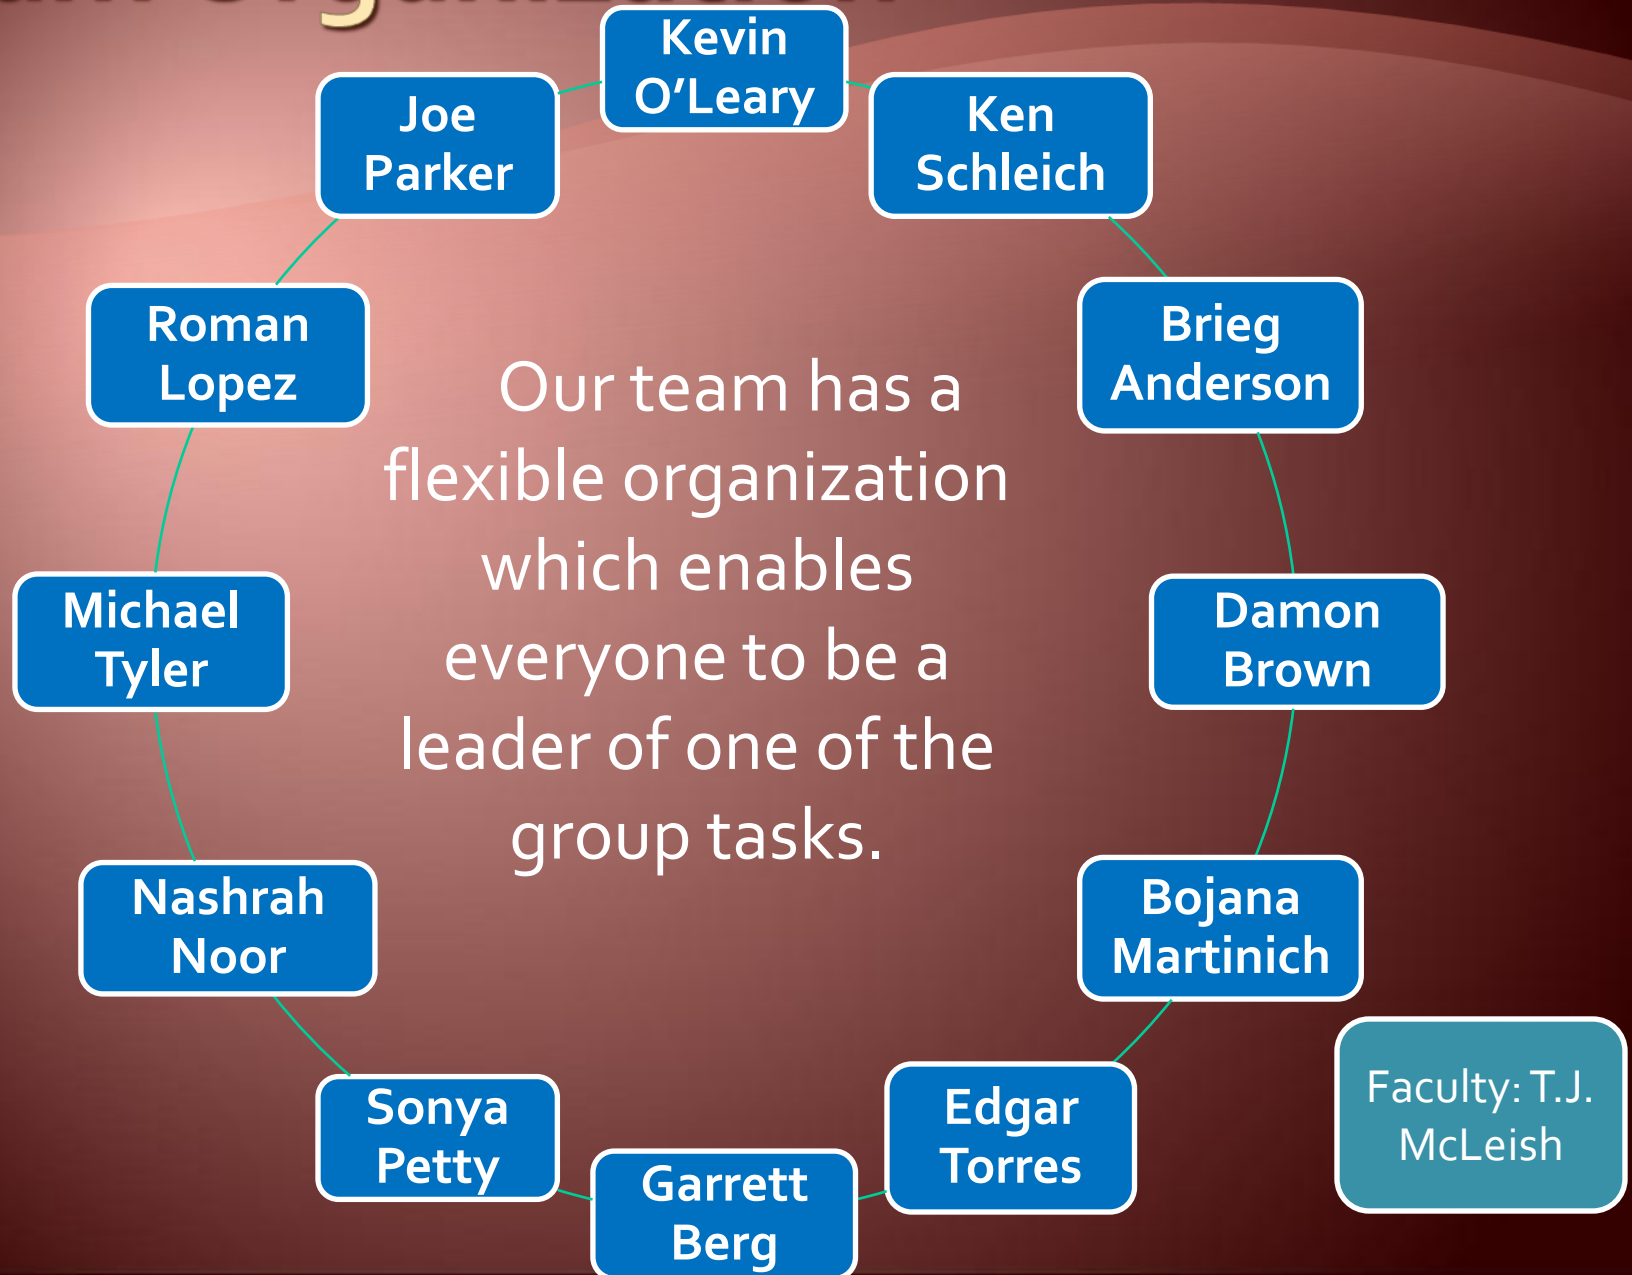 Kevin
O’Leary
Ken
Schleich
Brieg
Anderson
Damon
Brown
Bojana
Martinich
Edgar
Torres
Garrett
Berg
Sonya
Petty
Nashrah
Noor
Michael
Tyler
Roman
Lopez
Joe
Parker
Our team has a
flexible organization
which enables
everyone to be a
leader of one of the
group tasks.
Faculty: T.J.
McLeish